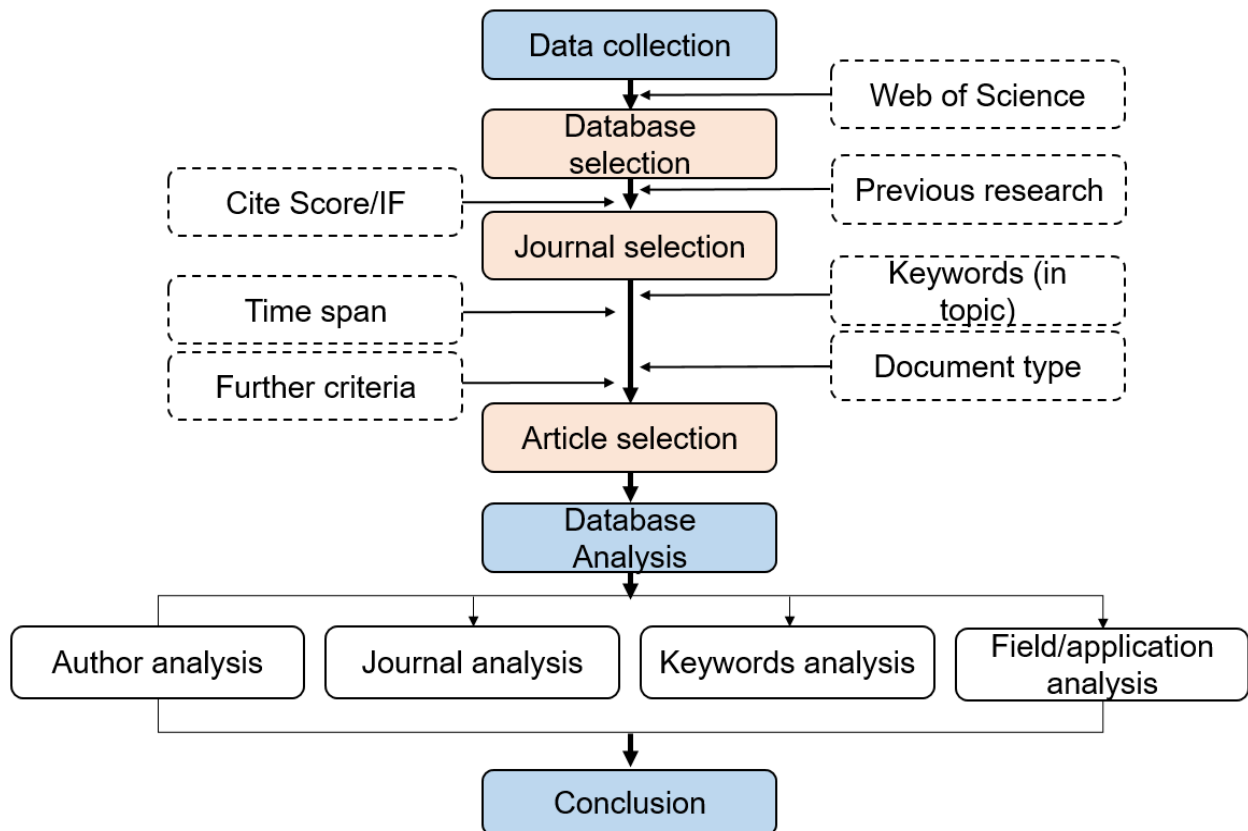 Data collection
Web of Science
Database
selection
Previous research
Cite Score/IF
Journal selection
Keywords (in
topic)
Time span
Document type
Further criteria
Article selection
Database
Analysis
Author analysis
Journal analysis
Keywords analysis
Field/application
analysis
Conclusion